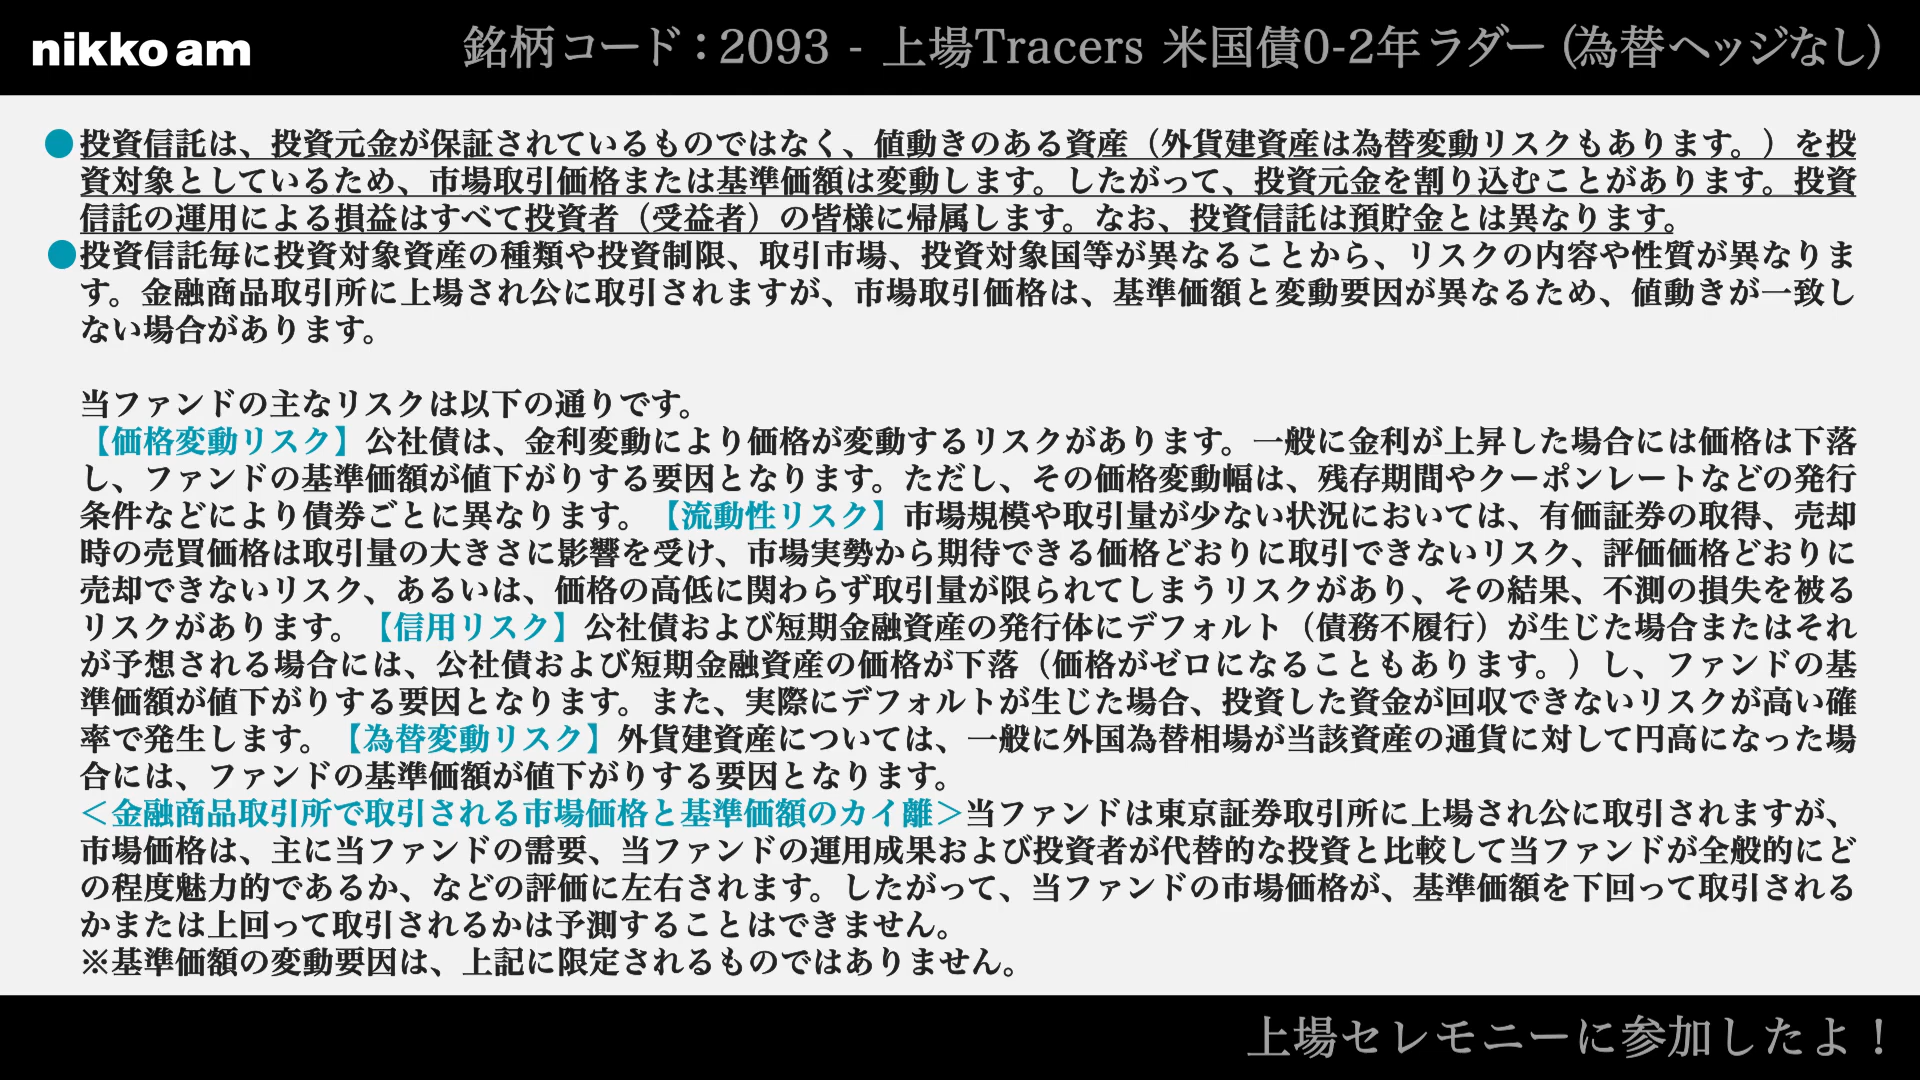 nikko am
銘柄コード：2093 - 上場Tracers 米国債0-2年ラダー (為替ヘッジなし)
●投資信託は、投資元金が保証されているものではなく、値動きのある資産（外貨建資産は為替変動リスクもあります。）を投
資対象としているため、市場取引価格または基準価額は変動します。したがって、投資元金を割り込むことがあります。投資
信託の運用による損益はすべて投資者（受益者）の皆様に帰属します。なお、投資信託は預貯金とは異なります。
●投資信託毎に投資対象資産の種類や投資制限、取引市場、投資対象国等が異なることから、リスクの内容や性質が異なりま
す。金融商品取引所に上場され公に取引されますが、市場取引価格は、基準価額と変動要因が異なるため、値動きが一致し
ない場合があります。
当ファンドの主なリスクは以下の通りです。
【価格変動リスク】公社債は、金利変動により価格が変動するリスクがあります。一般に金利が上昇した場合には価格は下落
し、ファンドの基準価額が値下がりする要因となります。ただし、その価格変動幅は、残存期間やクーポンレートなどの発行
条件などにより債券ごとに異なります。【流動性リスク】市場規模や取引量が少ない状況においては、有価証券の取得、売却
時の売買価格は取引量の大きさに影響を受け、市場実勢から期待できる価格どおりに取引できないリスク、評価価格どおりに
売却できないリスク、あるいは、価格の高低に関わらず取引量が限られてしまうリスクがあり、その結果、不測の損失を被る
リスクがあります。【信用リスク】公社債および短期金融資産の発行体にデフォルト（債務不履行）が生じた場合またはそれ
が予想される場合には、公社債および短期金融資産の価格が下落（価格がゼロになることもあります。）し、ファンドの基
準価額が値下がりする要因となります。また、実際にデフォルトが生じた場合、投資した資金が回収できないリスクが高い確
率で発生します。【為替変動リスク】外貨建資産については、一般に外国為替相場が当該資産の通貨に対して円高になった場
合には、ファンドの基準価額が値下がりする要因となります。
＜金融商品取引所で取引される市場価格と基準価額のカイ離＞当ファンドは東京証券取引所に上場され公に取引されますが、
市場価格は、主に当ファンドの需要、当ファンドの運用成果および投資者が代替的な投資と比較して当ファンドが全般的にど
の程度魅力的であるか、などの評価に左右されます。したがって、当ファンドの市場価格が、基準価額を下回って取引される
かまたは上回って取引されるかは予測することはできません。
※基準価額の変動要因は、上記に限定されるものではありません。
上場セレモニーに参加したよ！